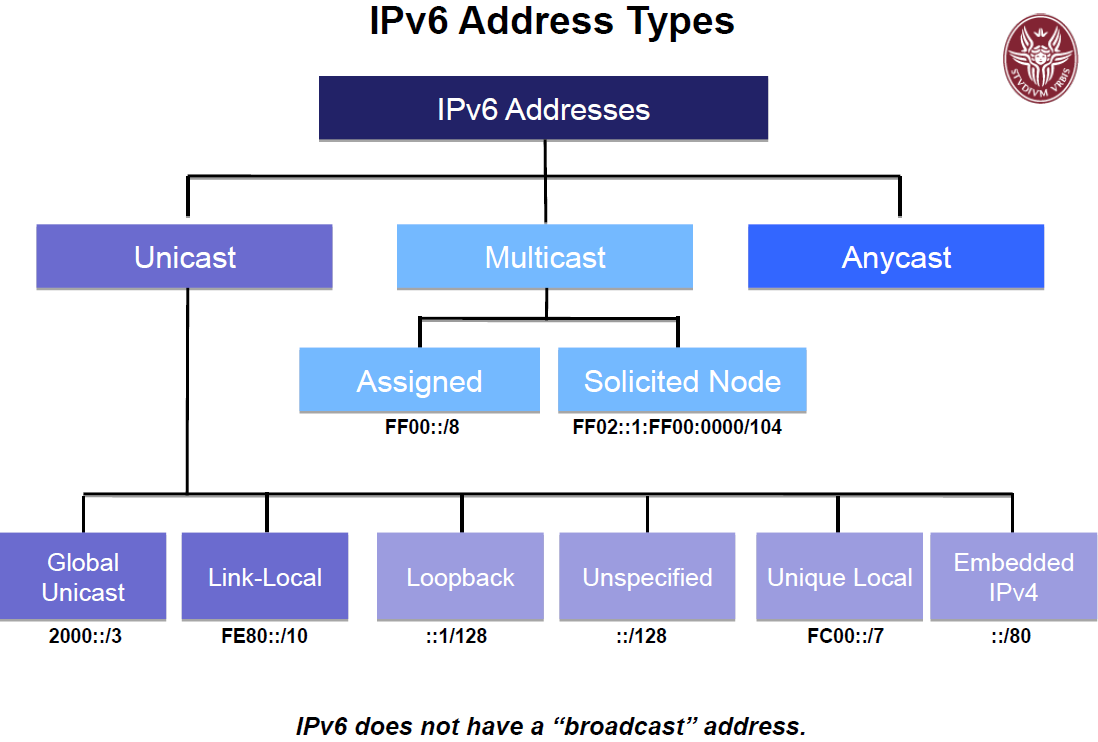 IPv6 Address Types
STVDIVM VRBIS
IPv6 Addresses
Unicast
Multicast
Anycast
Assigned
Solicited Node
FF00::/8
FF02::1:FF00:0000/104
Global
Unicast
Link-Local
Loopback
Unspecified
Unique Local
Embedded
IPv4
2000::/3
FE80::/10
::1/128
::/128
FC00::/7
::/80
IPv6 does not have a “broadcast” address.